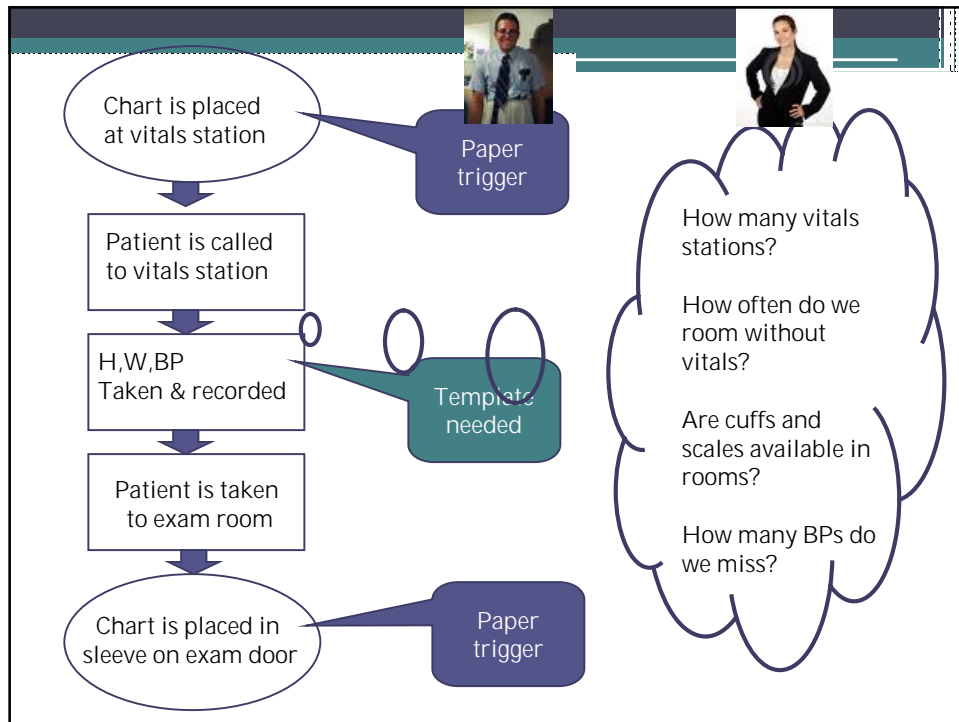 Chart is placed
at vitals station
Paper
trigger
Patient is called
to vitals station
H,W,BP
Taken & recorded
Template
needed
Patient is taken
to exam room
Chart is placed in
sleeve on exam door
Paper
trigger
How many vitals
stations?
How often do we
room without
vitals?
Are cuffs and
scales available in
rooms?
How many BPs do
we miss?